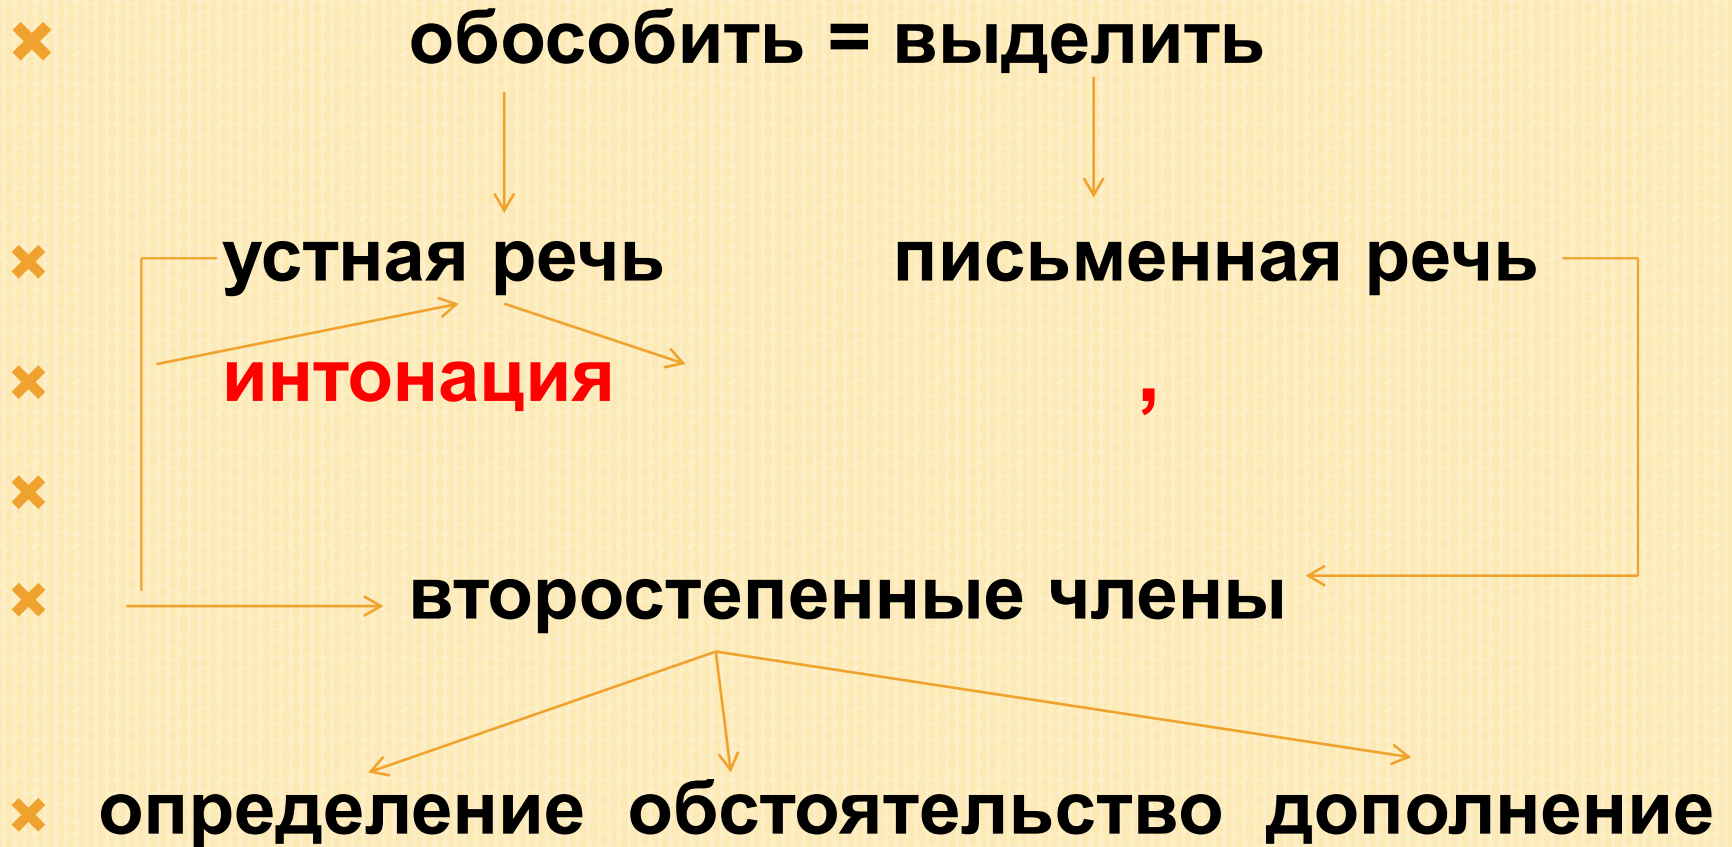 обособить = выделить
устная речь письменная речь
интонация ,
второстепенные члены
определение обстоятельство дополнение